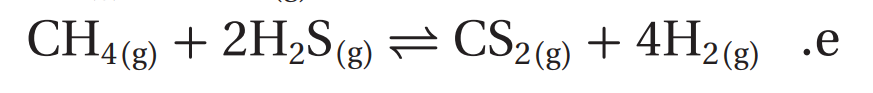 CH₄(g) + 2H₂S(g) ⇌ CS₂(g) + 4H₂(g) .e